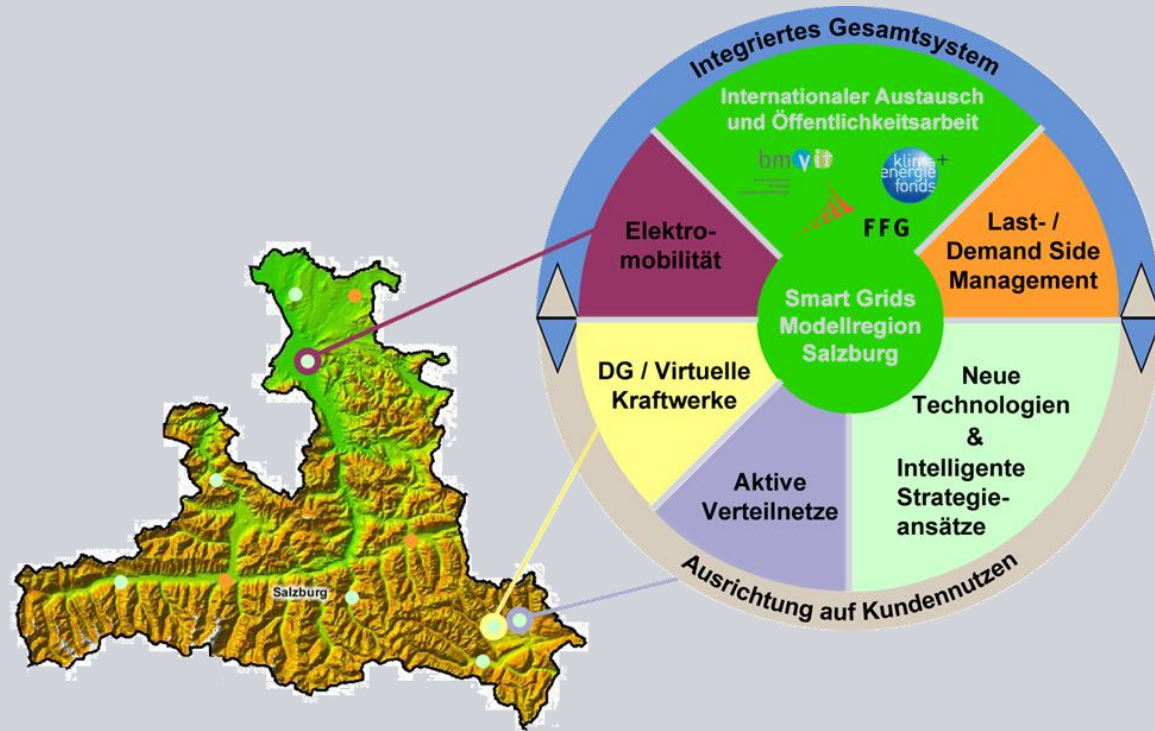 Integriertes Gesamtsystem
Internationaler Austausch
und Öffentlichkeitsarbeit
bmvit
klima+
energie
fonds
FFG
Elektro-
mobilität
Last- /
Demand Side
Management
Smart Grids
Modellregion
Salzburg
DG / Virtuelle
Kraftwerke
Neue
Technologien
&
Intelligente
Strategie-
ansätze
Aktive
Verteilnetze
Ausrichtung auf Kundennutzen
Salzburg